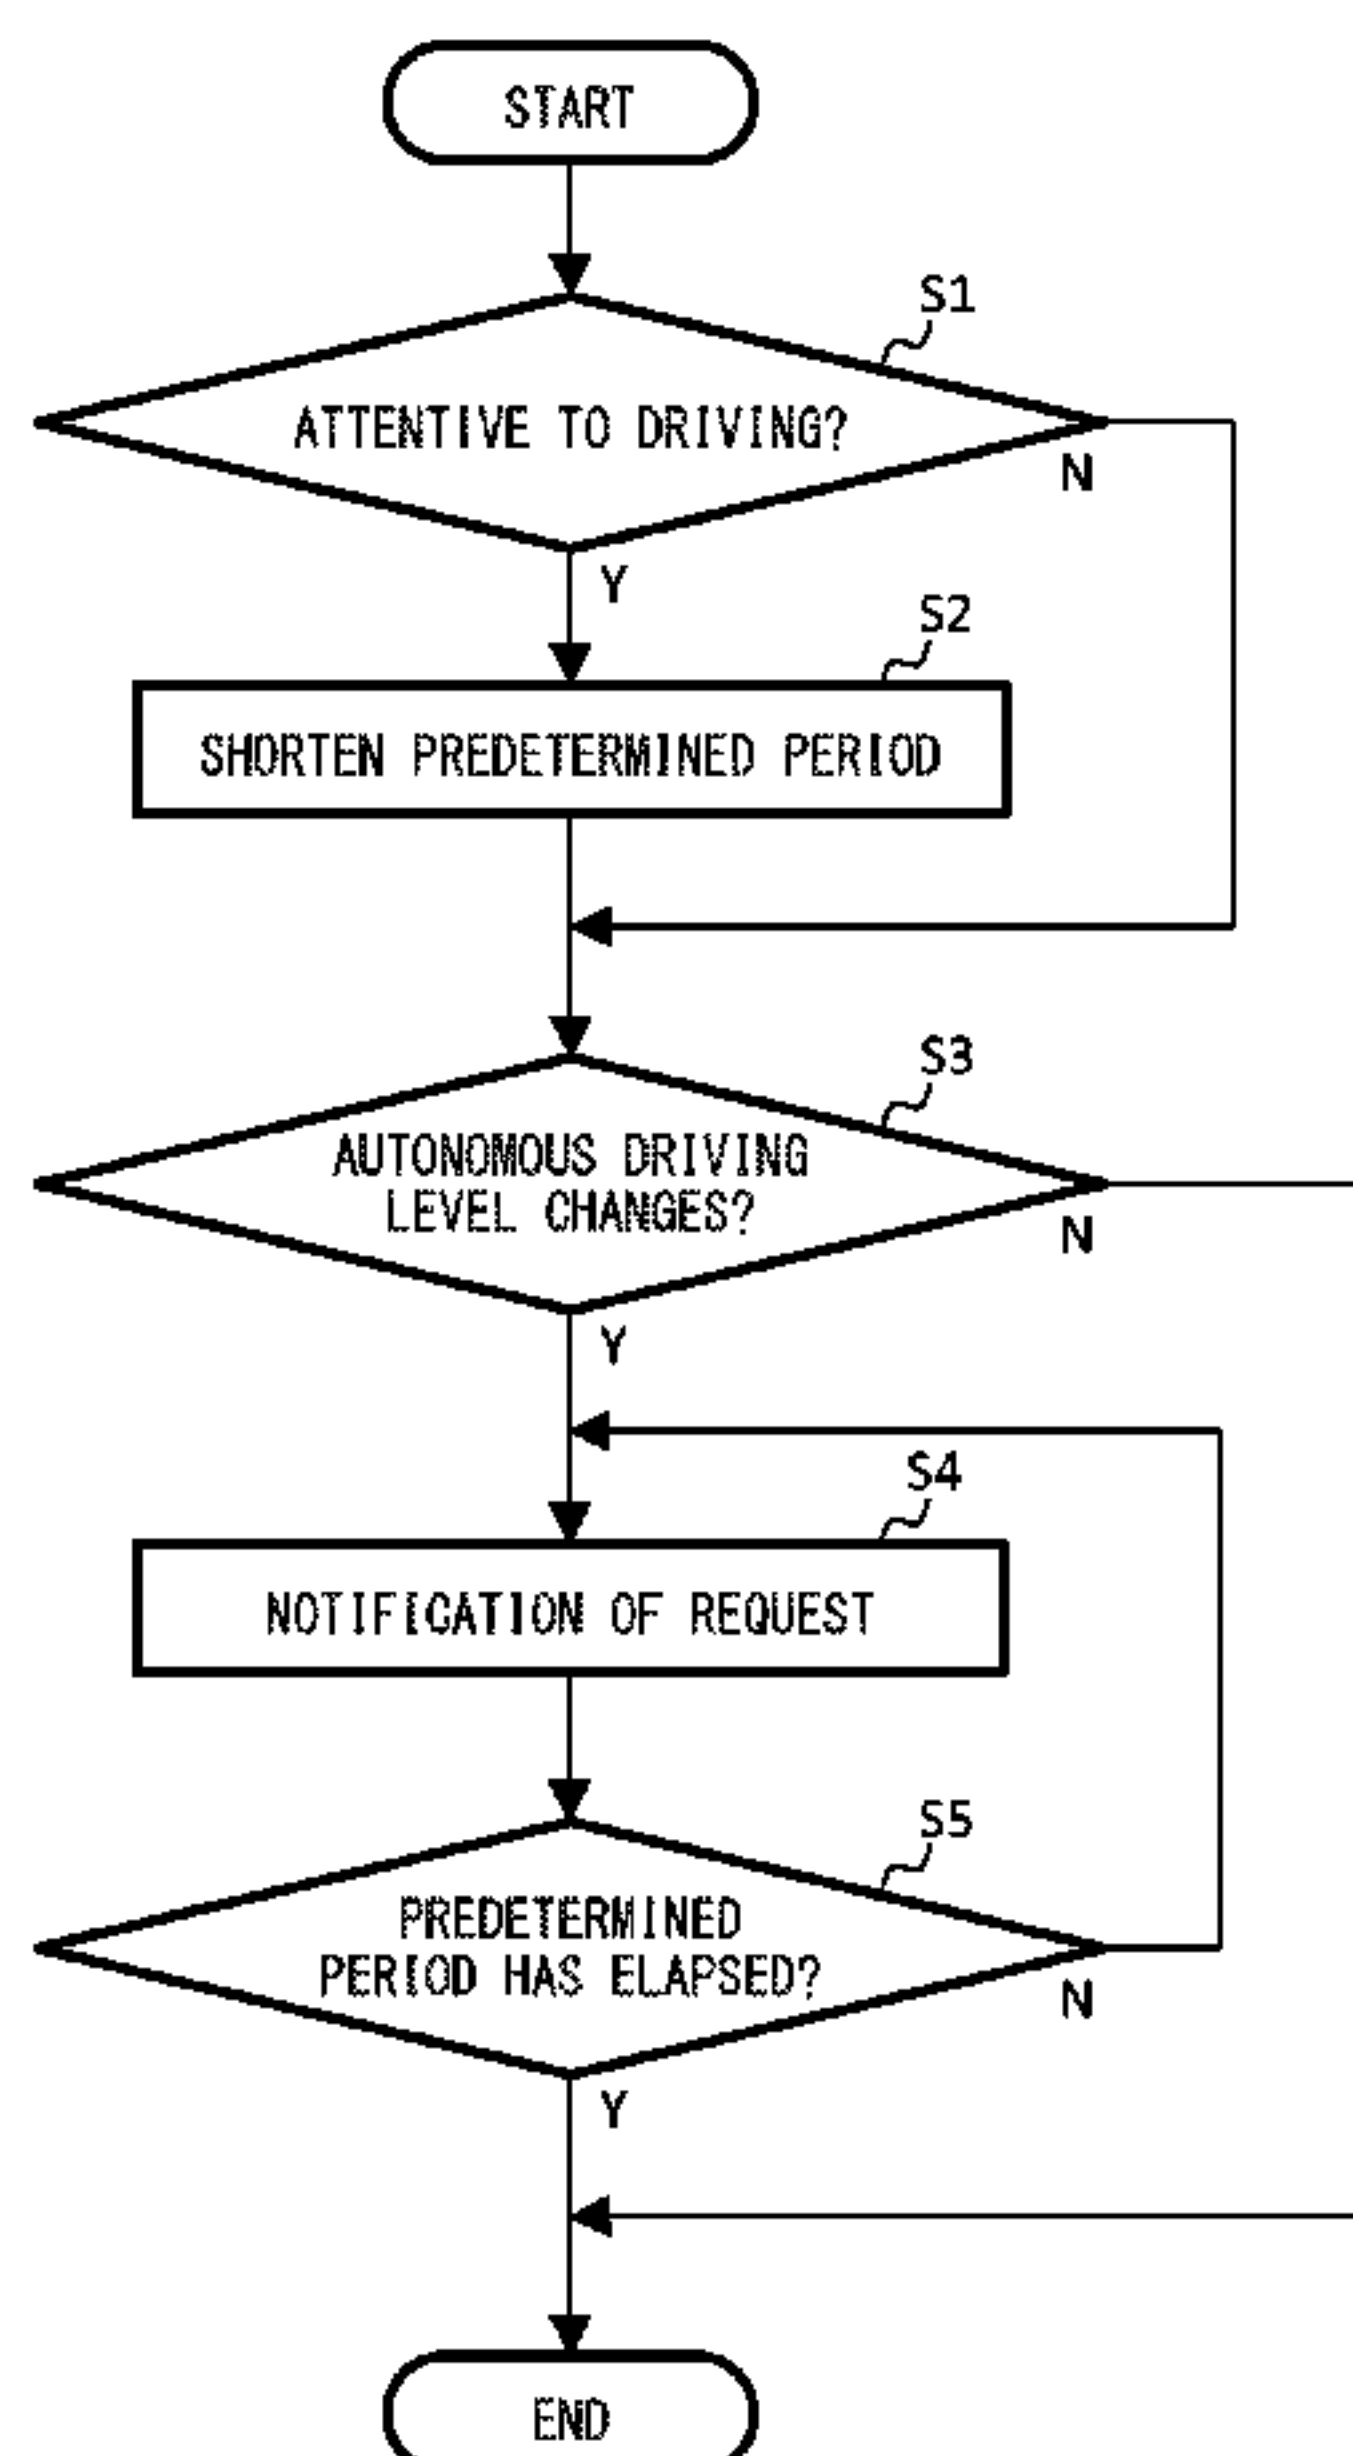 START
S1
ATTENTIVE TO DRIVING?
N
Y
S2
SHORTEN PREDETERMINED PERIOD
S3
AUTONOMOUS DRIVING
LEVEL CHANGES?
N
Y
S4
NOTIFICATION OF REQUEST
S5
PREDETERMINED
PERIOD HAS ELAPSED?
N
Y
END